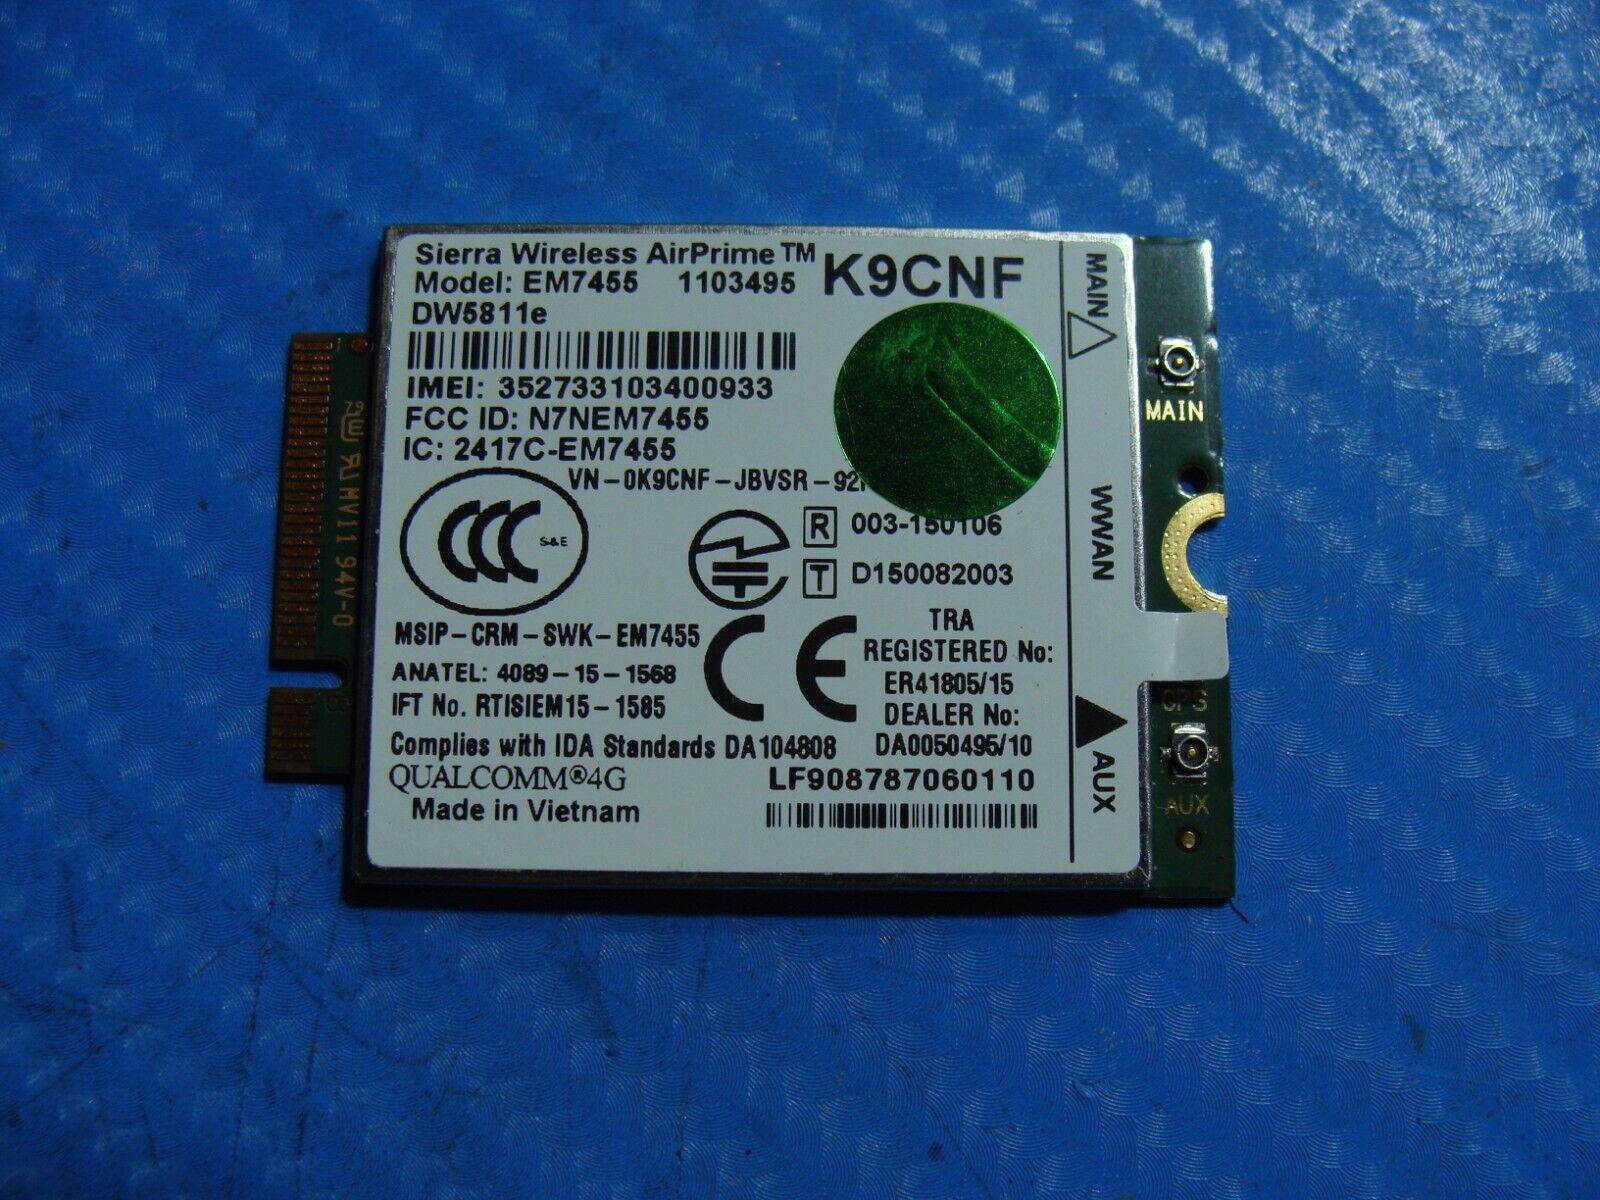 Sierra Wireless AirPrime™
Model: EM7455 1103495 K9CNF
DW5811e
IMEI: 352733103400933
FCC ID: N7NEM7455
IC: 2417C-EM7455
VN-0K9CNF-JBVSR-92
S&E
R 003-150106
T D150082003
MSIP-CRM-SWK-EM7455
ANATEL: 4089-15-1568
IFT No. RTISIEM15-1585
CE
TRA
REGISTERED No:
ER41805/15
DEALER No:
DA0050495/10
Complies with IDA Standards DA104808
QUALCOMM®4G
LF908787060110
Made in Vietnam
MAIN
WWAN
AUX
MAIN
GPS
AUX
MV11 94V-0